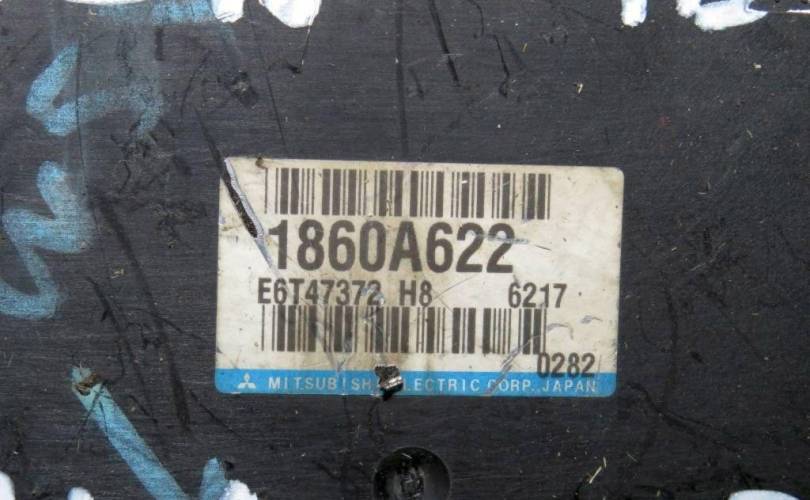 1860A622
E6T47372 H8 6217
0282
MITSUBISHI ELECTRIC CORP. JAPAN